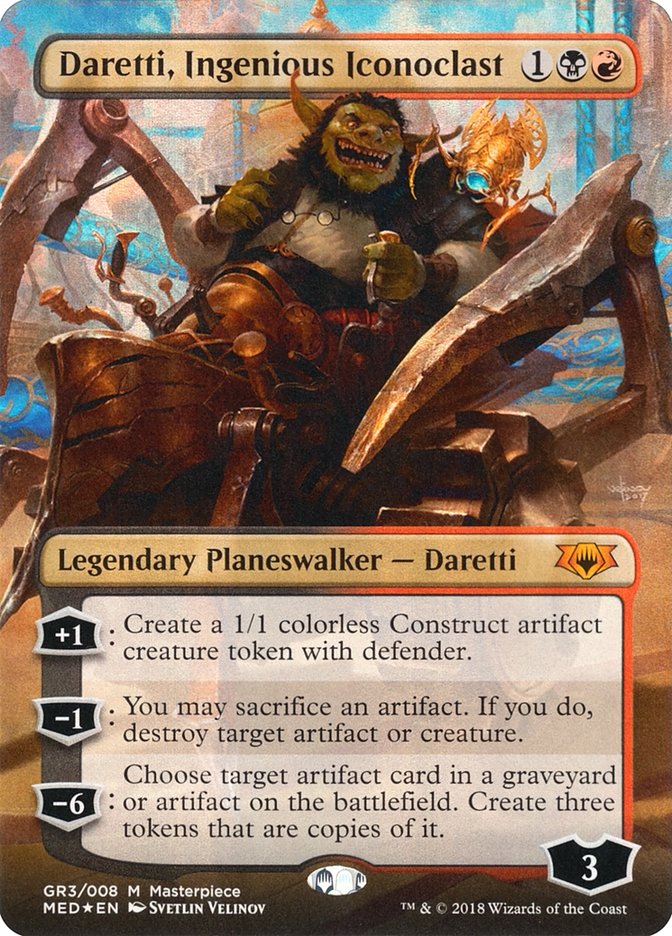 Daretti, Ingenious Iconoclast 1
Legendary Planeswalker — Daretti
+1 : Create a 1/1 colorless Construct artifact
creature token with defender.
−1 : You may sacrifice an artifact. If you do,
destroy target artifact or creature.
−6 : Choose target artifact card in a graveyard
or artifact on the battlefield. Create three
tokens that are copies of it.
3
GR3/008 M Masterpiece
MED★EN Svetlin Velinov
™ & © 2018 Wizards of the Coast